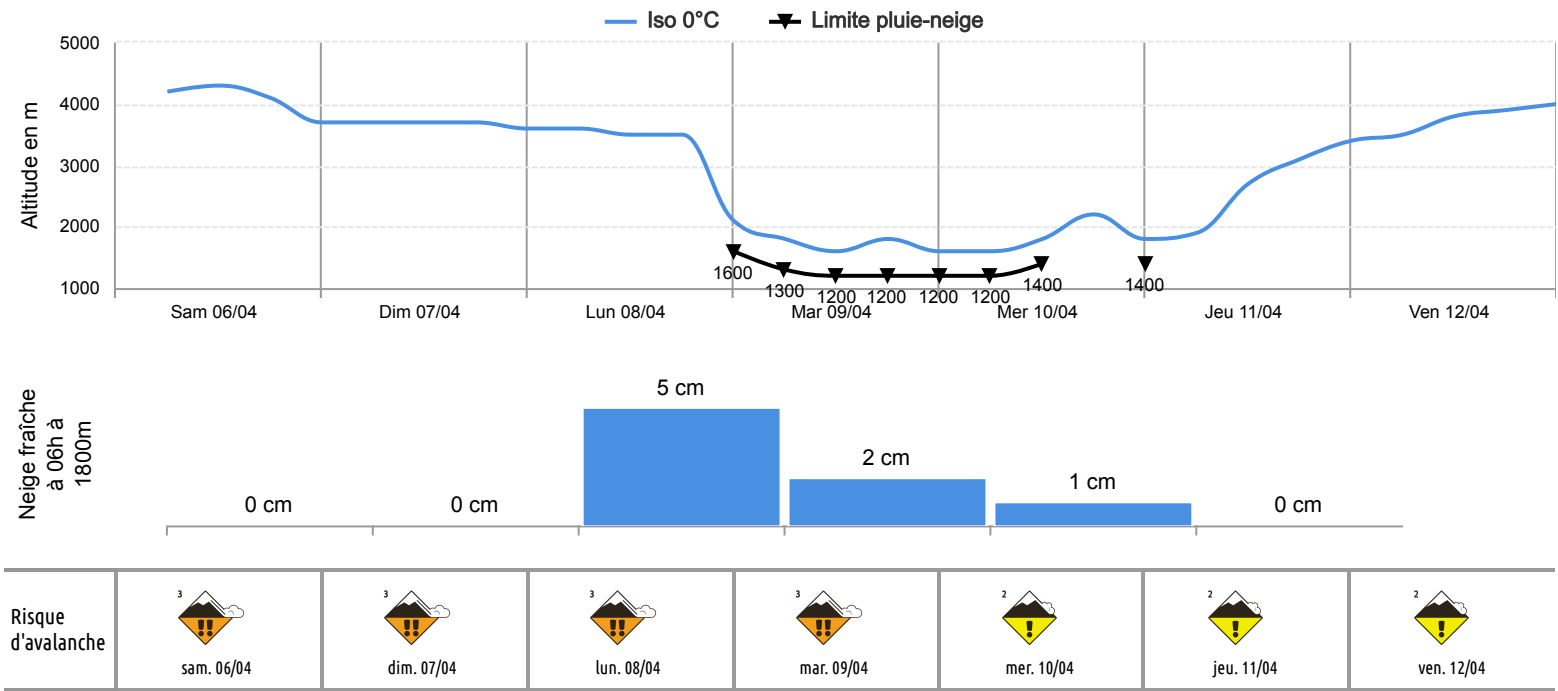 Iso 0°C
Limite pluie-neige
Altitude en m
5000
4000
3000
2000
1000
1600
1300
1200
1200
1200
1200
1400
1400
Sam 06/04
Dim 07/04
Lun 08/04
Mar 09/04
Mer 10/04
Jeu 11/04
Ven 12/04
Neige fraîche
à 06h à
1800m
0 cm
0 cm
5 cm
2 cm
1 cm
0 cm
Risque
d'avalanche
3
!!
sam. 06/04
3
!!
dim. 07/04
3
!!
lun. 08/04
3
!!
mar. 09/04
2
!
mer. 10/04
2
!
jeu. 11/04
2
!
ven. 12/04